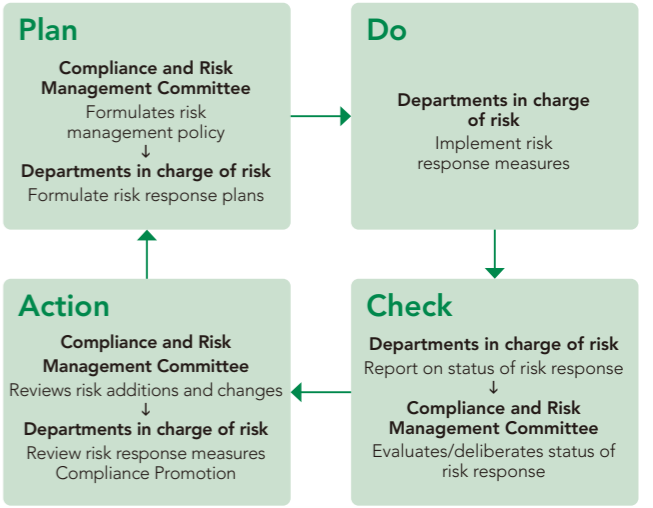 Plan
Compliance and Risk
Management Committee
Formulates risk
management policy
↓
Departments in charge of risk
Formulate risk response plans
Do
Departments in charge
of risk
Implement risk
response measures
Check
Departments in charge of risk
Report on status of risk response
↓
Compliance and Risk
Management Committee
Evaluates/deliberates status of
risk response
Action
Compliance and Risk
Management Committee
Reviews risk additions and changes
↓
Departments in charge of risk
Review risk response measures
Compliance Promotion